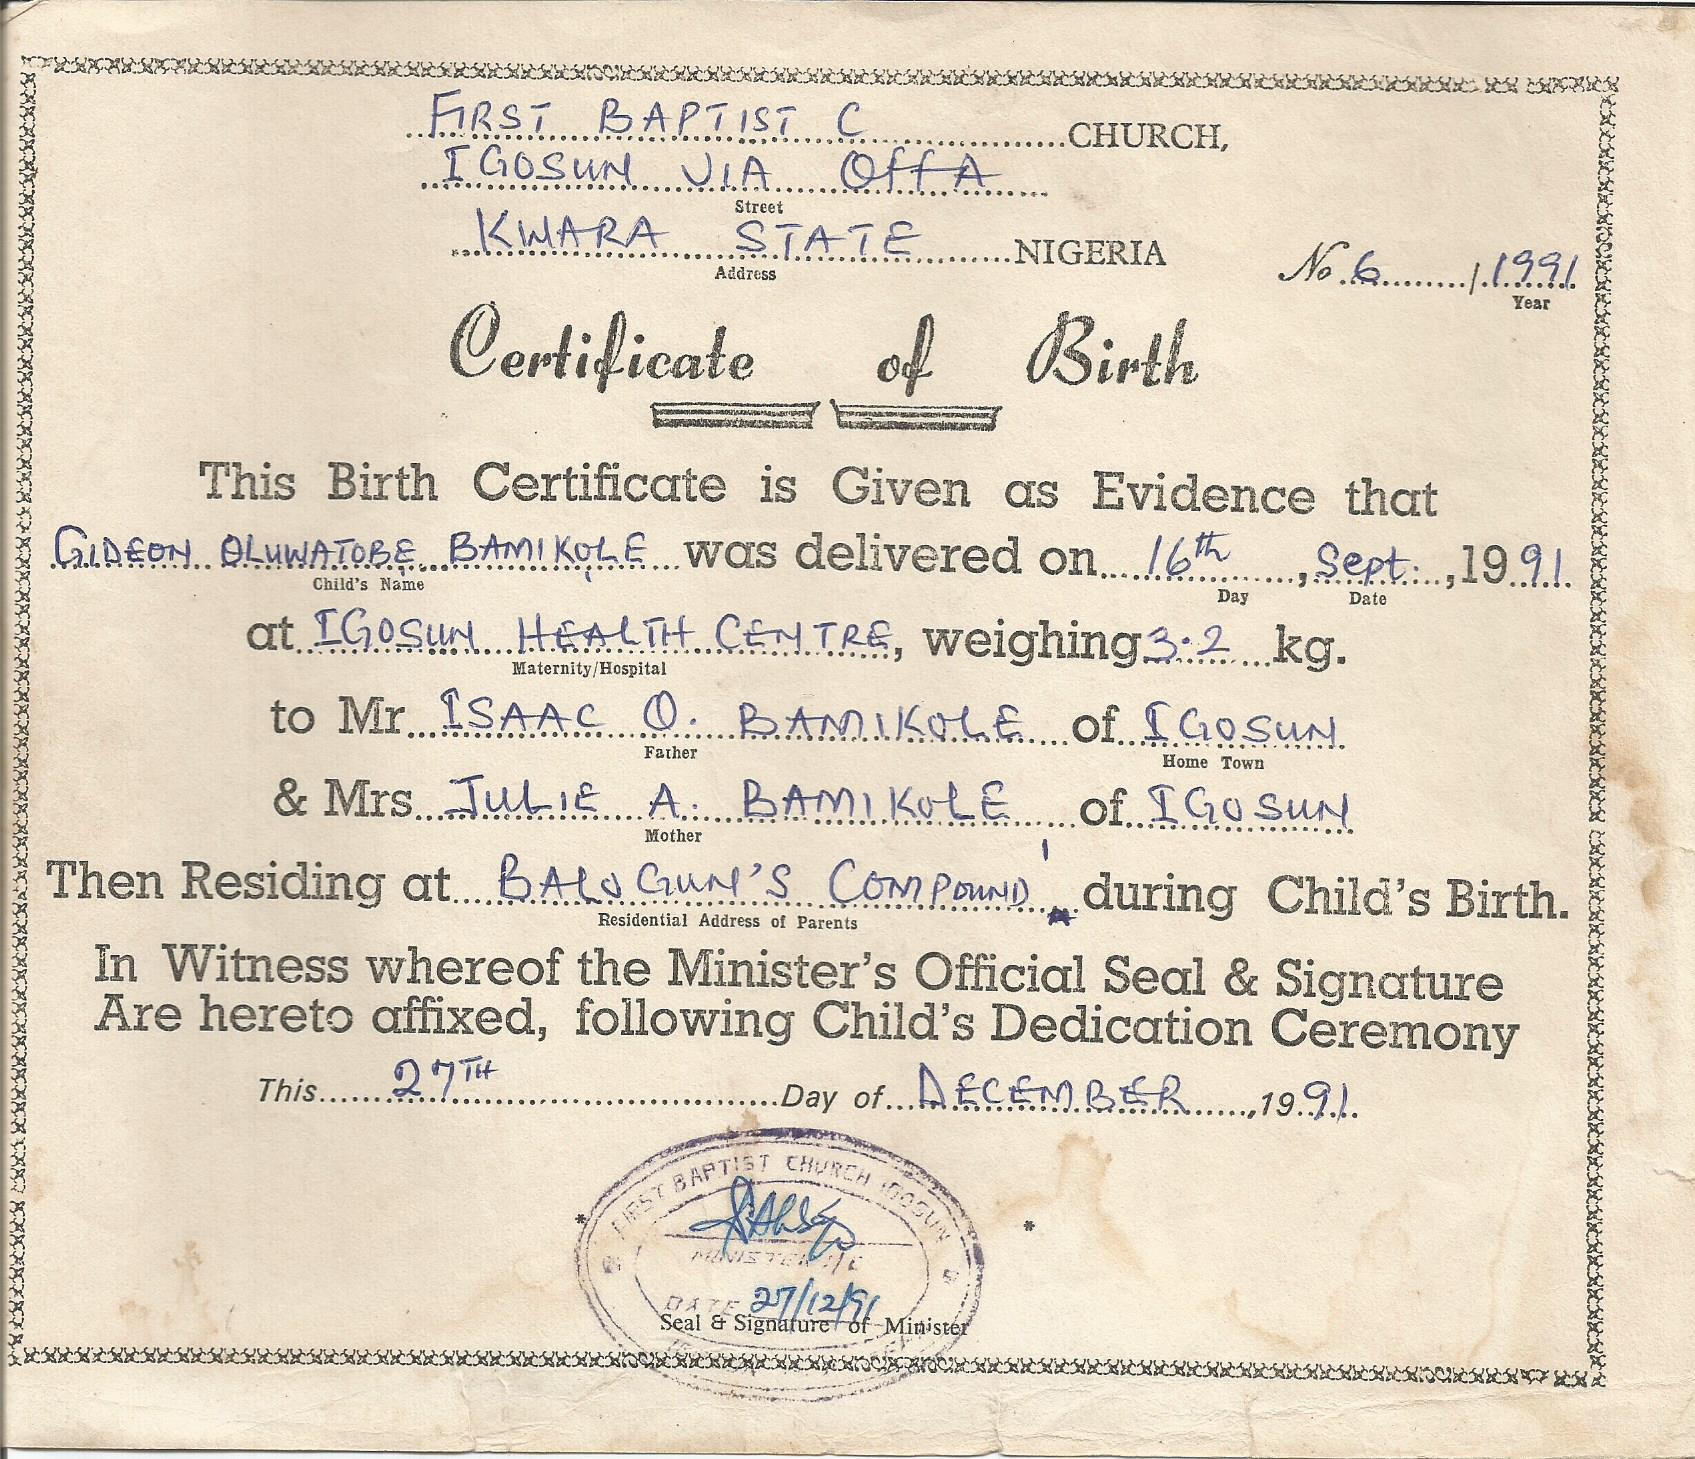 FIRST BAPTIST C CHURCH,
IGOSUN VIA OFFA
Street
KWARA STATE NIGERIA
Address
No. 6 / 1991
Year
Certificate of Birth
This Birth Certificate is Given as Evidence that
GIDEON OLUWATOBE BAMIKOLE was delivered on 16th, Sept., 1991.
Child's Name Day Date
at IGOSUN HEALTH CENTRE, weighing 3.2 kg.
Maternity/Hospital
to Mr ISAAC O. BAMIKOLE of IGOSUN
Father Home Town
& Mrs JULIE A. BAMIKOLE of IGOSUN
Mother
Then Residing at BALOGUN'S COMPOUND during Child's Birth.
Residential Address of Parents
In Witness whereof the Minister's Official Seal & Signature
Are hereto affixed, following Child's Dedication Ceremony
This 27TH Day of DECEMBER, 1991.
FIRST BAPTIST CHURCH IGOSUN
MINISTER I/C
DATE 27/12/91
Seal & Signature of Minister